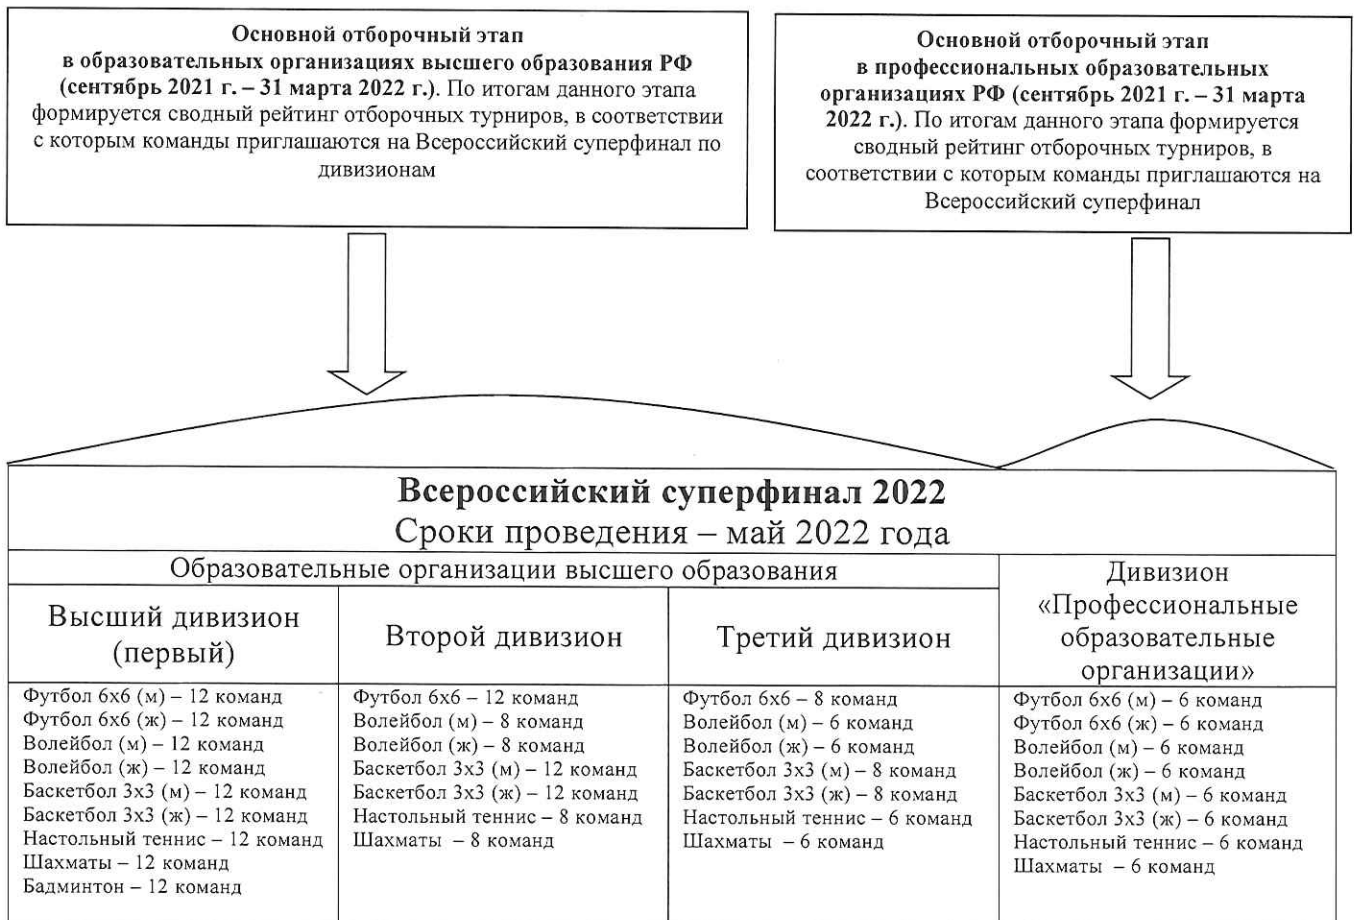 Основной отборочный этап
в образовательных организациях высшего образования РФ
(сентябрь 2021 г. – 31 марта 2022 г.). По итогам данного этапа
формируется сводный рейтинг отборочных турниров, в соответствии
с которым команды приглашаются на Всероссийский суперфинал по
дивизионам
Основной отборочный этап
в профессиональных образовательных
организациях РФ (сентябрь 2021 г. – 31 марта
2022 г.). По итогам данного этапа формируется
сводный рейтинг отборочных турниров, в
соответствии с которым команды приглашаются на
Всероссийский суперфинал
Всероссийский суперфинал 2022
Сроки проведения – май 2022 года
Образовательные организации высшего образования
Высший дивизион
(первый)
Второй дивизион
Третий дивизион
Дивизион
«Профессиональные
образовательные
организации»
Футбол 6х6 (м) – 12 команд
Футбол 6х6 (ж) – 12 команд
Волейбол (м) – 12 команд
Волейбол (ж) – 12 команд
Баскетбол 3х3 (м) – 12 команд
Баскетбол 3х3 (ж) – 12 команд
Настольный теннис – 12 команд
Шахматы – 12 команд
Бадминтон – 12 команд
Футбол 6х6 – 12 команд
Волейбол (м) – 8 команд
Волейбол (ж) – 8 команд
Баскетбол 3х3 (м) – 12 команд
Баскетбол 3х3 (ж) – 12 команд
Настольный теннис – 8 команд
Шахматы – 8 команд
Футбол 6х6 – 8 команд
Волейбол (м) – 6 команд
Волейбол (ж) – 6 команд
Баскетбол 3х3 (м) – 8 команд
Баскетбол 3х3 (ж) – 8 команд
Настольный теннис – 6 команд
Шахматы – 6 команд
Футбол 6х6 (м) – 6 команд
Футбол 6х6 (ж) – 6 команд
Волейбол (м) – 6 команд
Волейбол (ж) – 6 команд
Баскетбол 3х3 (м) – 6 команд
Баскетбол 3х3 (ж) – 6 команд
Настольный теннис – 6 команд
Шахматы – 6 команд